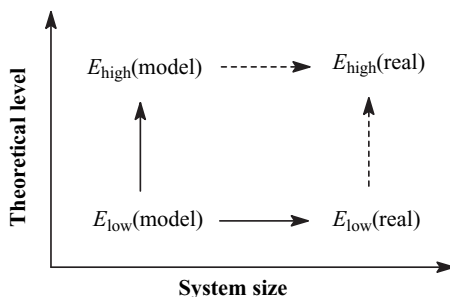 Theoretical level
E_high(model) E_high(real)
E_low(model) E_low(real)
System size